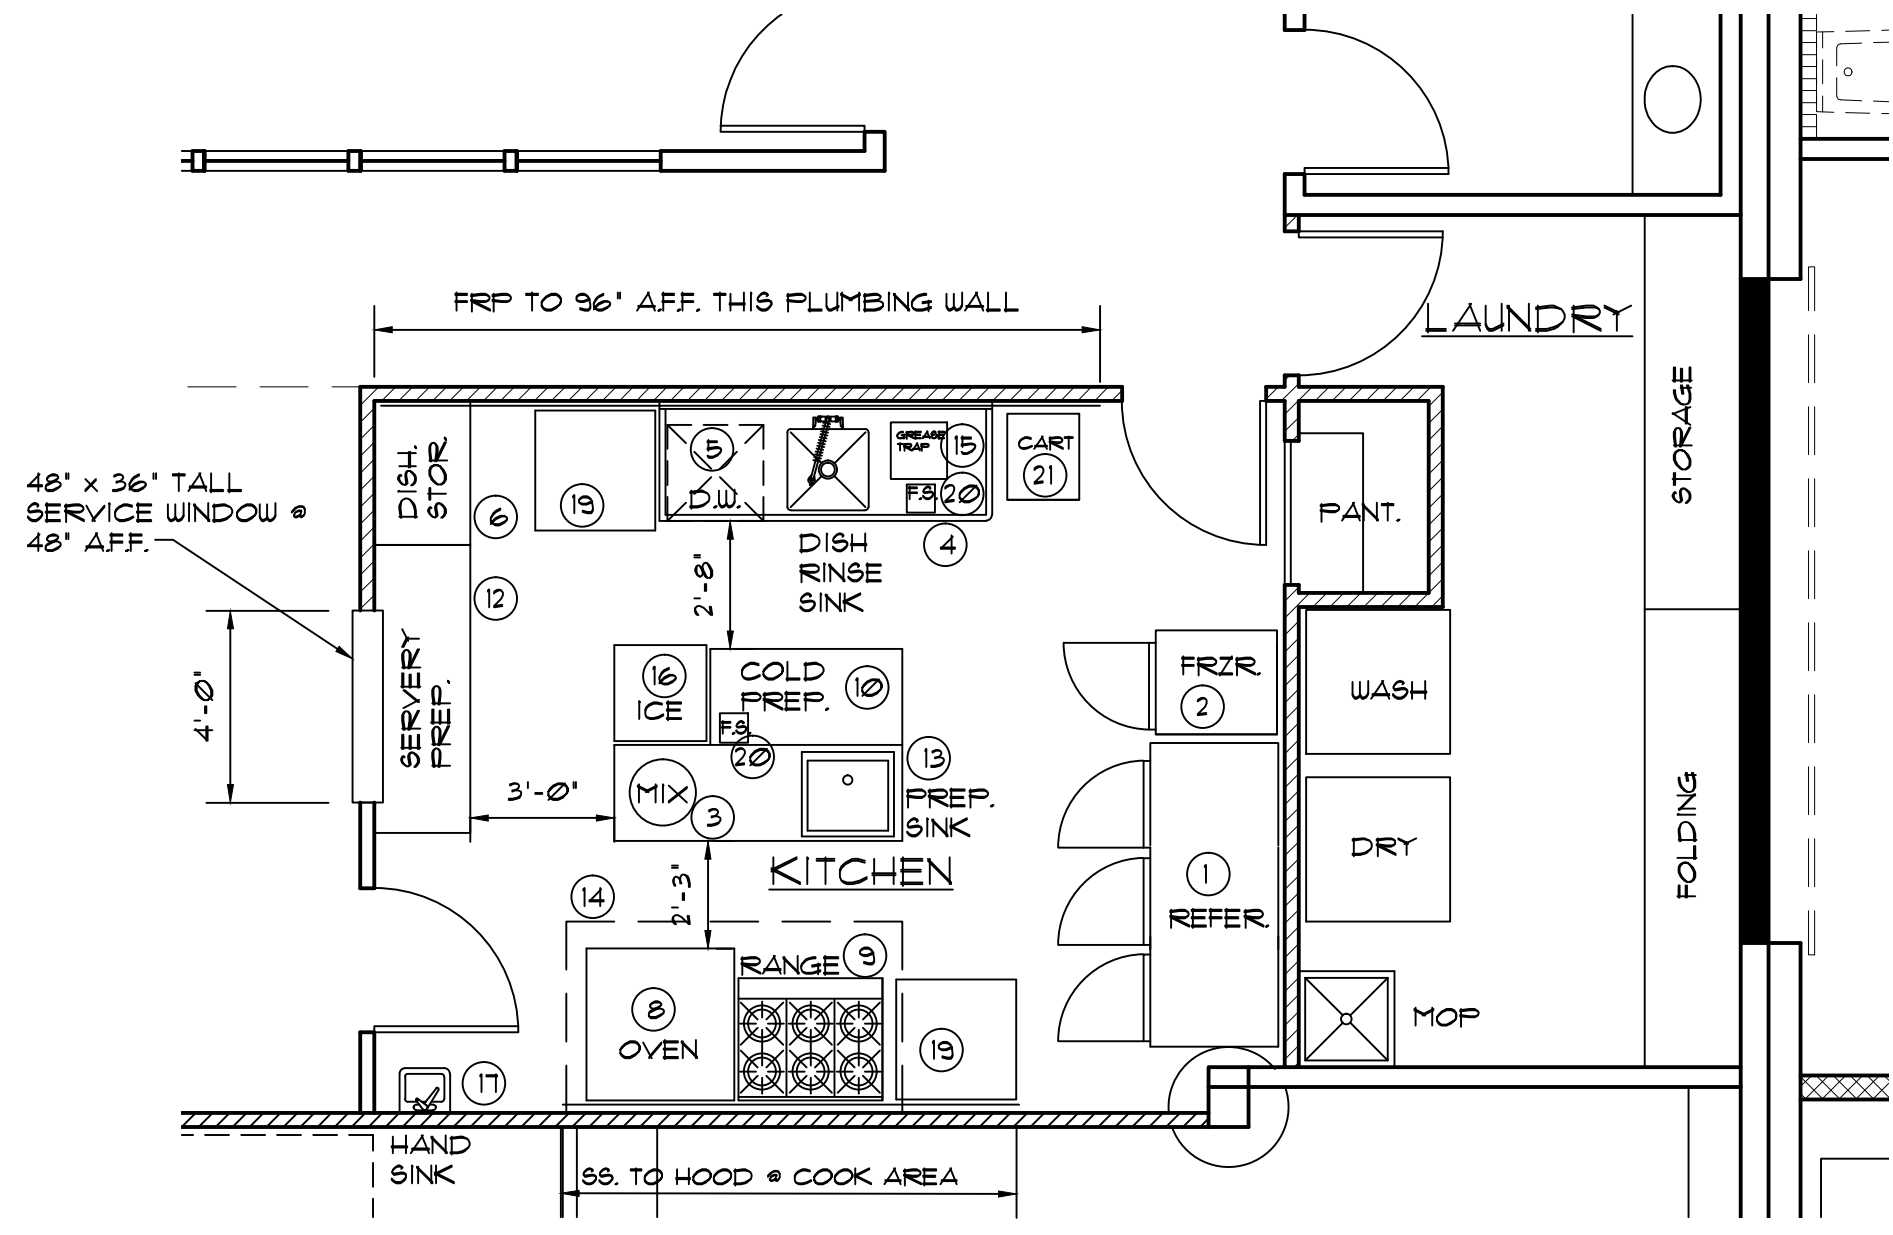 FRP TO 96" A.F.F. THIS PLUMBING WALL
LAUNDRY
STORAGE
48" x 36" TALL
SERVICE WINDOW @
48" A.F.F.
DISH.
STOR.
6
19
5
D.W.
GREASE
TRAP
15
F.S.
20
CART
21
4
PANT.
12
2'-8"
DISH
RINSE
SINK
4'-0"
SERVERY
PREP.
16
ICE
COLD
PREP.
10
F.S.
20
FRZR.
2
WASH
3'-0"
MIX
3
13
PREP.
SINK
KITCHEN
DRY
FOLDING
14
2'-3"
1
REFER.
RANGE
9
8
OVEN
19
MOP
17
HAND
SINK
SS. TO HOOD @ COOK AREA